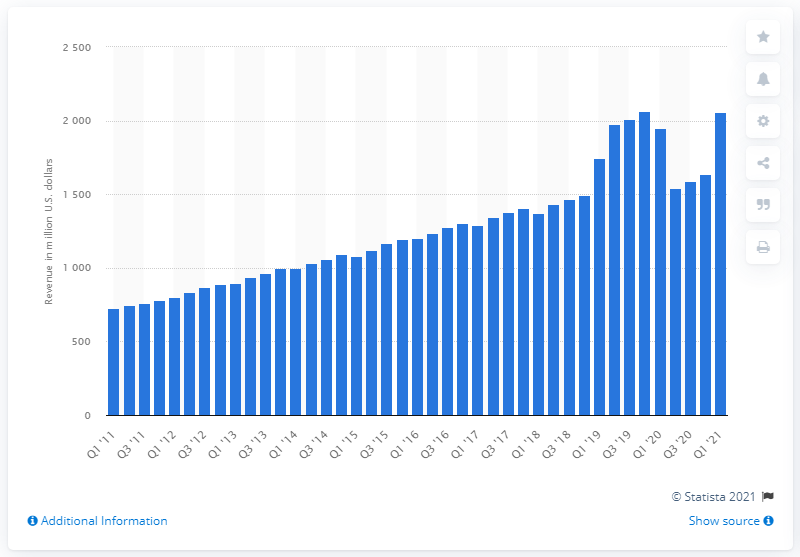 2 500
2 000
1 500
1 000
500
0
Revenue in million U.S. dollars
Q1 '11
Q3 '11
Q1 '12
Q3 '12
Q1 '13
Q3 '13
Q1 '14
Q3 '14
Q1 '15
Q3 '15
Q1 '16
Q3 '16
Q1 '17
Q3 '17
Q1 '18
Q3 '18
Q1 '19
Q3 '19
Q1 '20
Q3 '20
Q1 '21
© Statista 2021
Additional Information
Show source